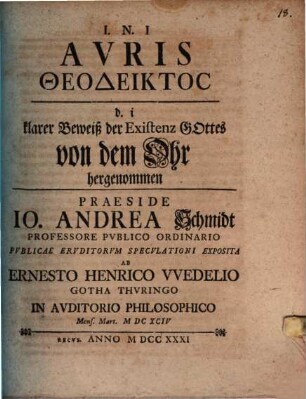 18.
I. N. I
AVRIS
ΘΕΟΔΕΙΚΤΟC
d. i
klarer Beweiß der Existenz GOttes
von dem Ohr
hergenommen
PRAESIDE
IO. ANDREA Schmidt
PROFESSORE PVBLICO ORDINARIO
PVBLICAE ERVDITORVM SPECVLATIONI EXPOSITA
AB
ERNESTO HENRICO VVEDELIO
GOTHA THVRINGO
IN AVDITORIO PHILOSOPHICO
Mens. Mart. M DC XCIV
RECVS. ANNO M DCC XXXI